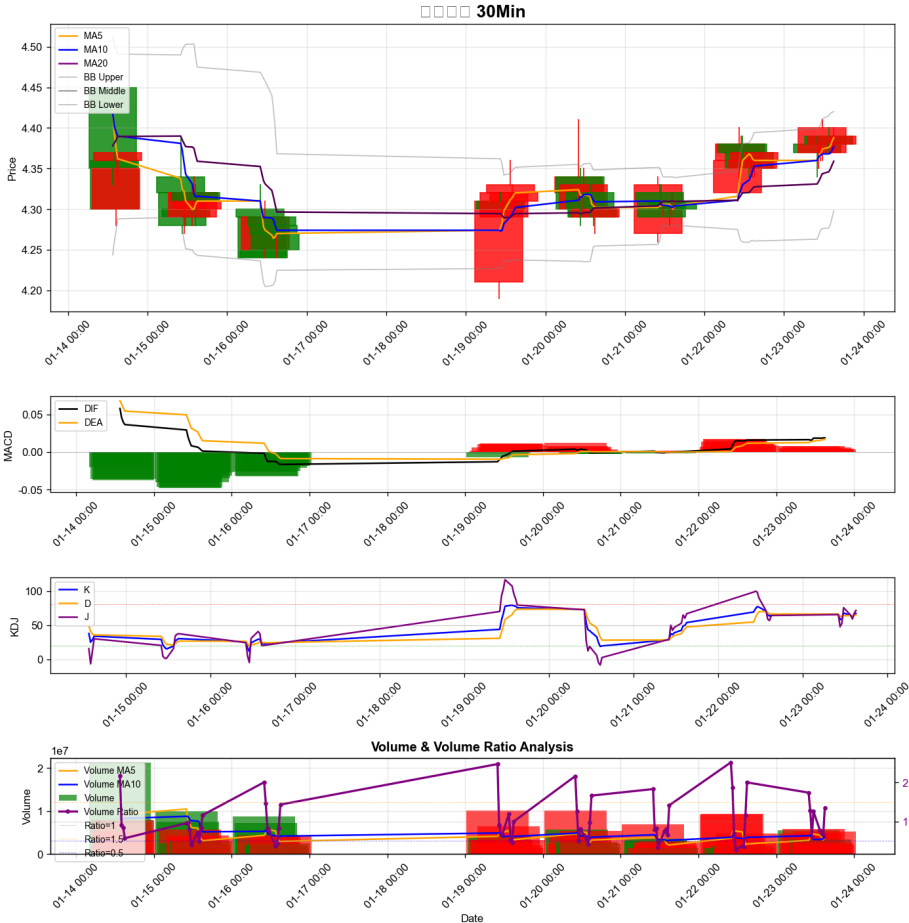 30Min
MA5
MA10
MA20
BB Upper
BB Middle
BB Lower
Price
4.50
4.45
4.40
4.35
4.30
4.25
4.20
01-14 00:00
01-15 00:00
01-16 00:00
01-17 00:00
01-18 00:00
01-19 00:00
01-20 00:00
01-21 00:00
01-22 00:00
01-23 00:00
01-24 00:00
DIF
DEA
MACD
0.05
0.00
-0.05
01-14 00:00
01-15 00:00
01-16 00:00
01-17 00:00
01-18 00:00
01-19 00:00
01-20 00:00
01-21 00:00
01-22 00:00
01-23 00:00
01-24 00:00
K
D
J
KDJ
100
50
0
01-15 00:00
01-16 00:00
01-17 00:00
01-18 00:00
01-19 00:00
01-20 00:00
01-21 00:00
01-22 00:00
01-23 00:00
01-24 00:00
Volume & Volume Ratio Analysis
1e7
Volume MA5
Volume MA10
Volume
Volume Ratio
Ratio=1
Ratio=1.5
Ratio=0.5
Volume
2
1
0
2
1
01-14 00:00
01-15 00:00
01-16 00:00
01-17 00:00
01-18 00:00
01-19 00:00
01-20 00:00
01-21 00:00
01-22 00:00
01-23 00:00
01-24 00:00
Date